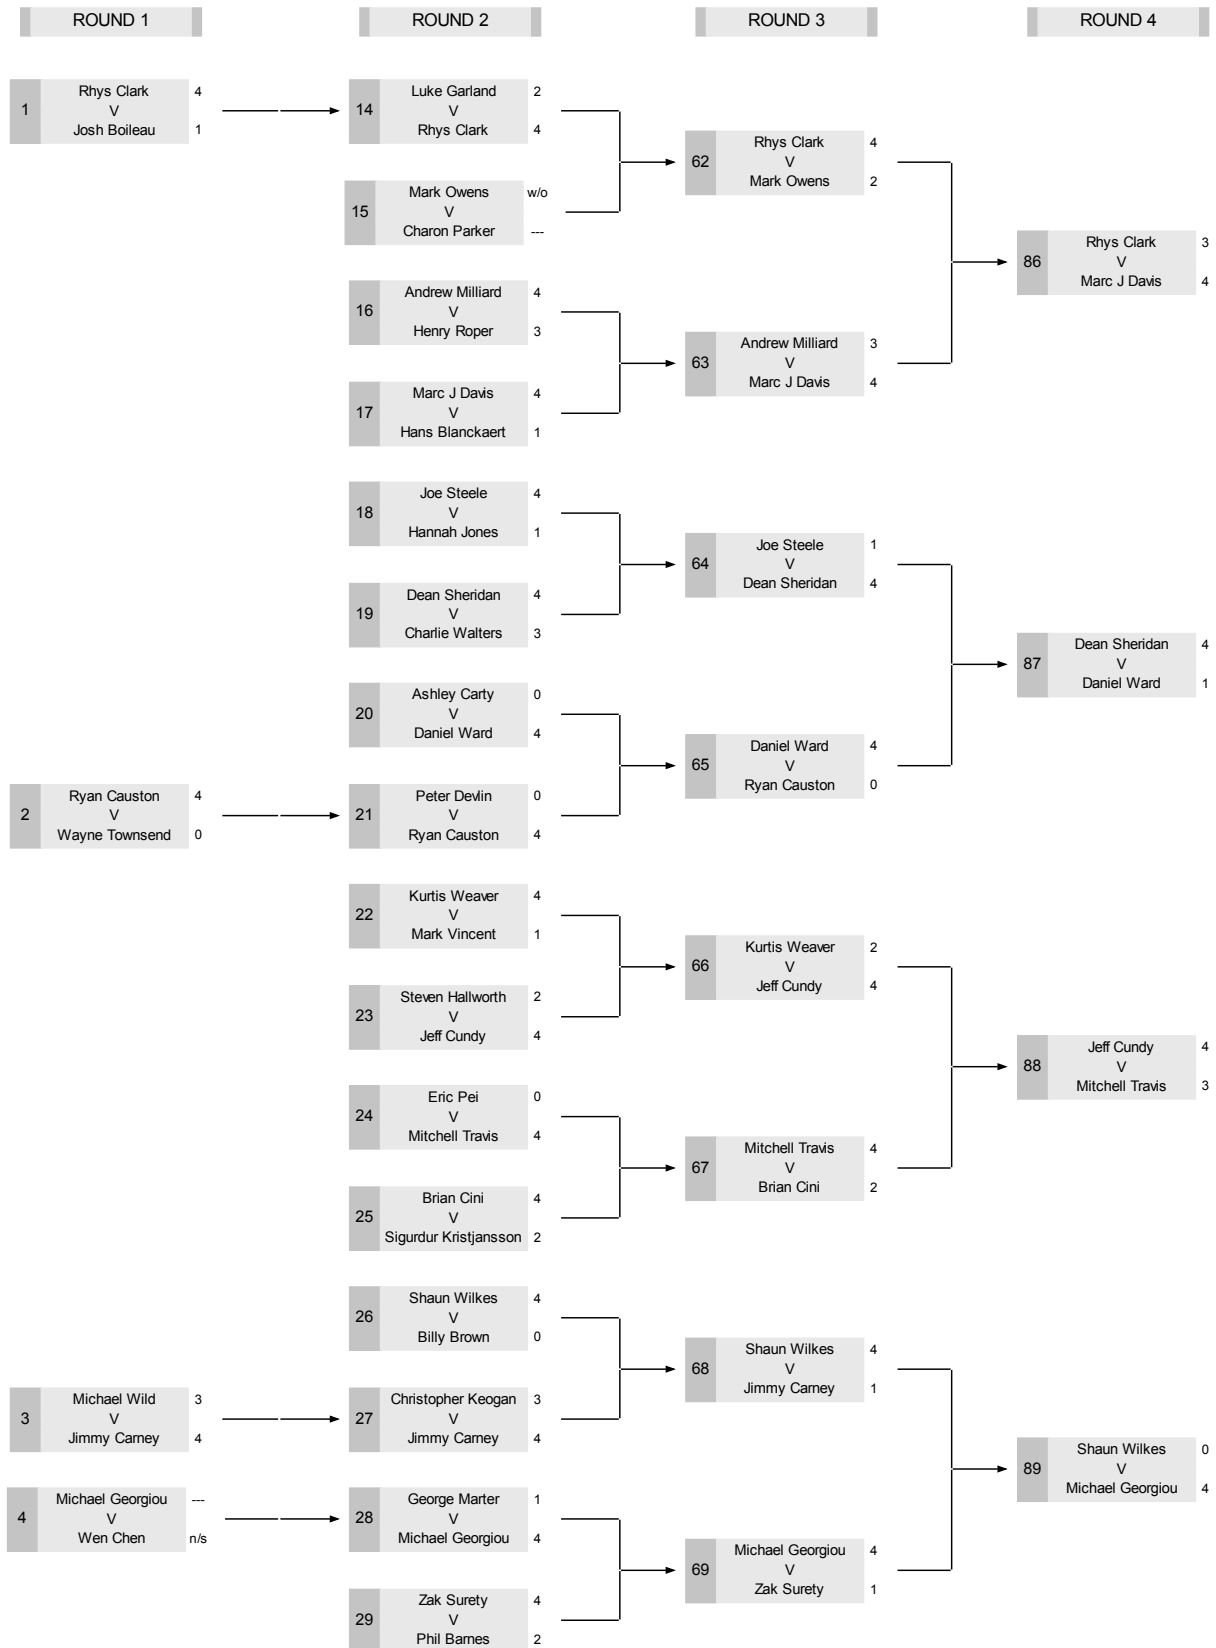 ROUND 1
ROUND 2
ROUND 3
ROUND 4
1
Rhys Clark 4
V
Josh Boileau 1
2
Ryan Causton 4
V
Wayne Townsend 0
3
Michael Wild 3
V
Jimmy Carney 4
4
Michael Georgiou ---
V
Wen Chen n/s
14
Luke Garland 2
V
Rhys Clark 4
15
Mark Owens w/o
V
Charon Parker ---
16
Andrew Milliard 4
V
Henry Roper 3
17
Marc J Davis 4
V
Hans Blanckaert 1
18
Joe Steele 4
V
Hannah Jones 1
19
Dean Sheridan 4
V
Charlie Walters 3
20
Ashley Carty 0
V
Daniel Ward 4
21
Peter Devlin 0
V
Ryan Causton 4
22
Kurtis Weaver 4
V
Mark Vincent 1
23
Steven Hallworth 2
V
Jeff Cundy 4
24
Eric Pei 0
V
Mitchell Travis 4
25
Brian Cini 4
V
Sigurdur Kristjansson 2
26
Shaun Wilkes 4
V
Billy Brown 0
27
Christopher Keogan 3
V
Jimmy Carney 4
28
George Marter 1
V
Michael Georgiou 4
29
Zak Surety 4
V
Phil Barnes 2
62
Rhys Clark 4
V
Mark Owens 2
63
Andrew Milliard 3
V
Marc J Davis 4
64
Joe Steele 1
V
Dean Sheridan 4
65
Daniel Ward 4
V
Ryan Causton 0
66
Kurtis Weaver 2
V
Jeff Cundy 4
67
Mitchell Travis 4
V
Brian Cini 2
68
Shaun Wilkes 4
V
Jimmy Carney 1
69
Michael Georgiou 4
V
Zak Surety 1
86
Rhys Clark 3
V
Marc J Davis 4
87
Dean Sheridan 4
V
Daniel Ward 1
88
Jeff Cundy 4
V
Mitchell Travis 3
89
Shaun Wilkes 0
V
Michael Georgiou 4